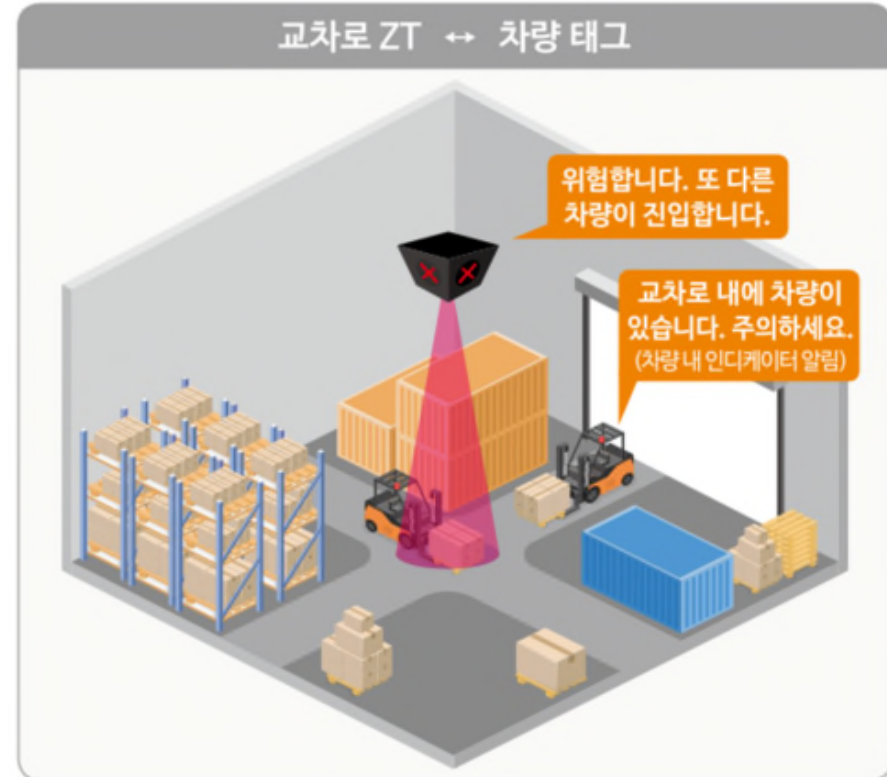 교차로 ZT ↔ 차량 태그
위험합니다. 또 다른
차량이 진입합니다.
교차로 내에 차량이
있습니다. 주의하세요.
(차량 내 인디케이터 알림)